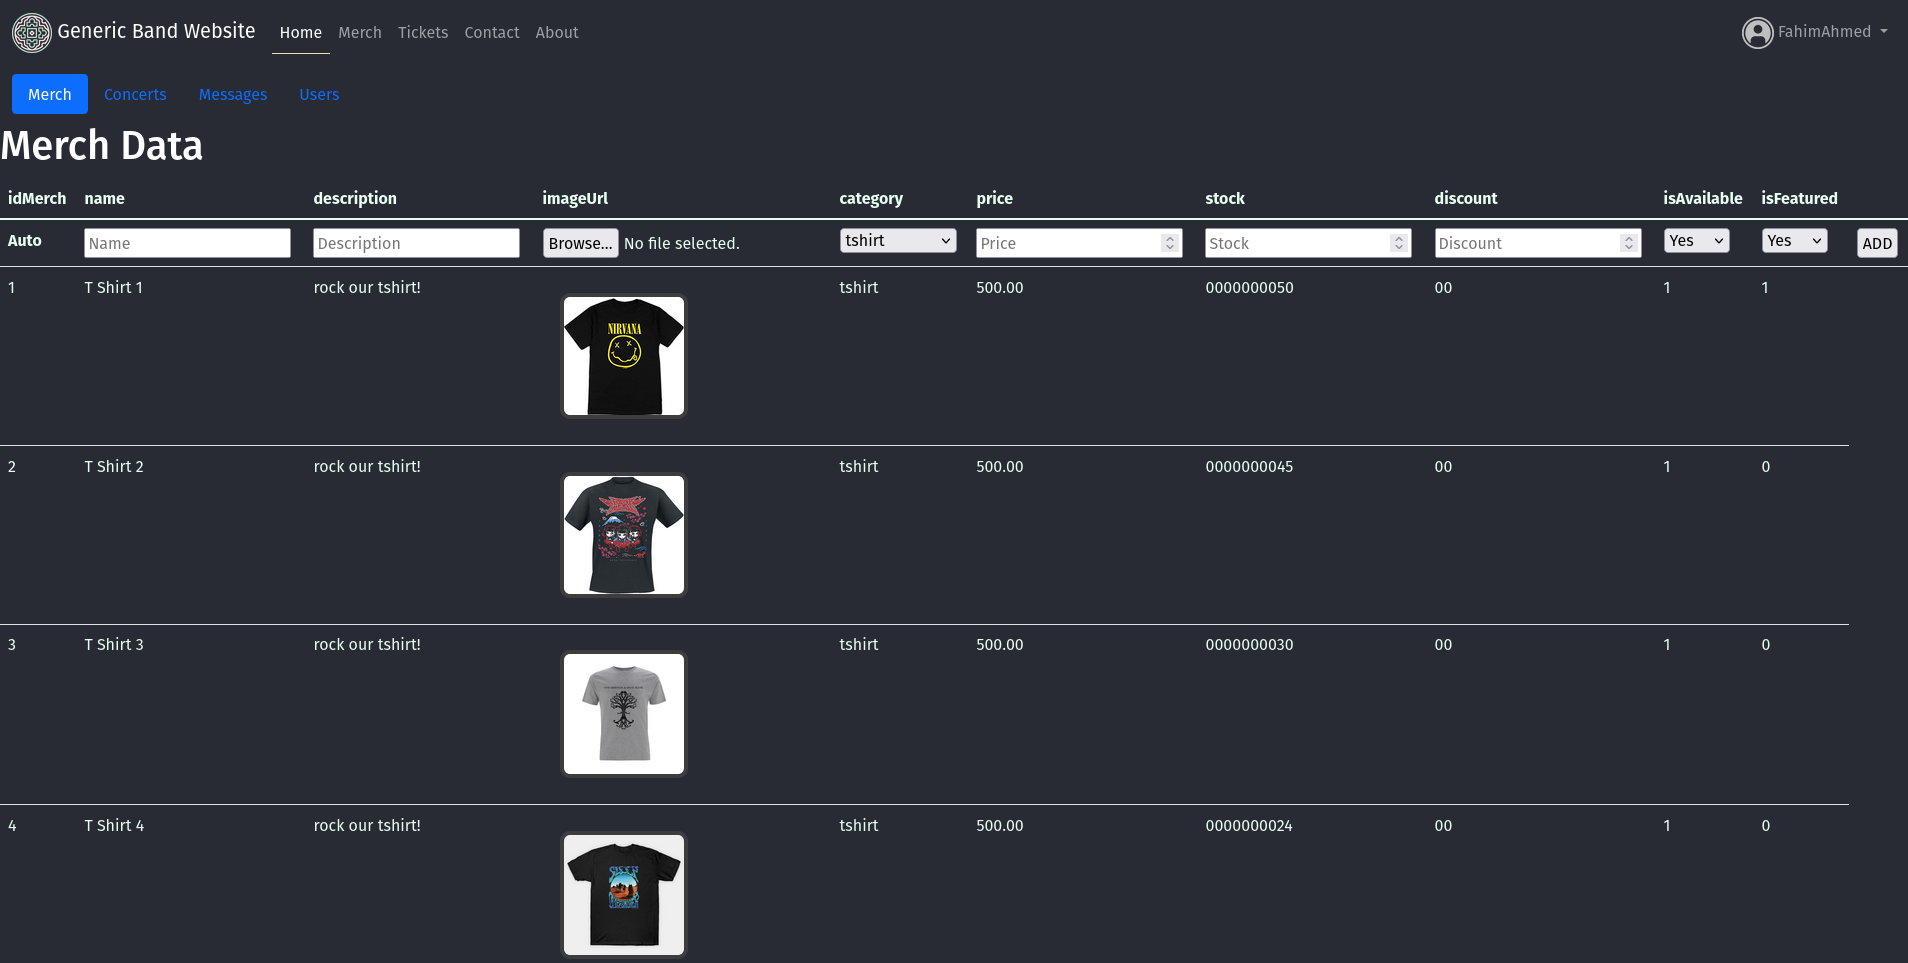 Generic Band Website Home Merch Tickets Contact About FahimAhmed
Merch Concerts Messages Users
Merch Data
idMerch name description imageUrl category price stock discount isAvailable isFeatured
Auto Name Description Browse... No file selected. tshirt Price Stock Discount Yes Yes ADD
1 T Shirt 1 rock our tshirt! tshirt 500.00 0000000050 00 1 1
NIRVANA
2 T Shirt 2 rock our tshirt! tshirt 500.00 0000000045 00 1 0
3 T Shirt 3 rock our tshirt! tshirt 500.00 0000000030 00 1 0
4 T Shirt 4 rock our tshirt! tshirt 500.00 0000000024 00 1 0